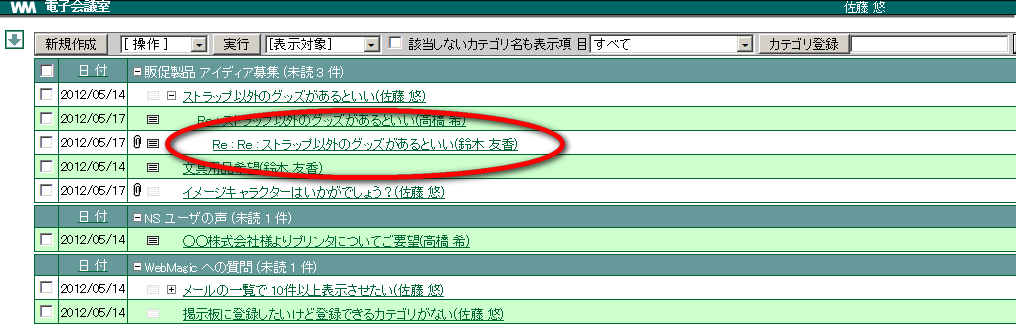 WM 電子会議室 佐藤 悠
新規作成 [ 操作 ] 実行 [表示対象] 該当しないカテゴリ名も表示項 目 すべて カテゴリ登録
日 付 販促製品 アイディア募集 (未読 3 件)
2012/05/14 ストラップ以外のグッズがあるといい(佐藤 悠)
2012/05/17 Re : ストラップ以外のグッズがあるといい(高橋 希)
2012/05/17 Re : Re : ストラップ以外のグッズがあるといい(鈴木 友香)
2012/05/14 文具用品希望(鈴木 友香)
2012/05/17 イメージキャラクターはいかがでしょう?(佐藤 悠)
日 付 NS ユーザの声 (未読 1 件)
2012/05/14 〇〇株式会社様よりプリンタについてご要望(高橋 希)
日 付 WebMagic への質問 (未読 1 件)
2012/05/14 メールの一覧で 10件以上表示させたい(佐藤 悠)
2012/05/14 掲示板に登録したいけど登録できるカテゴリがない(佐藤 悠)